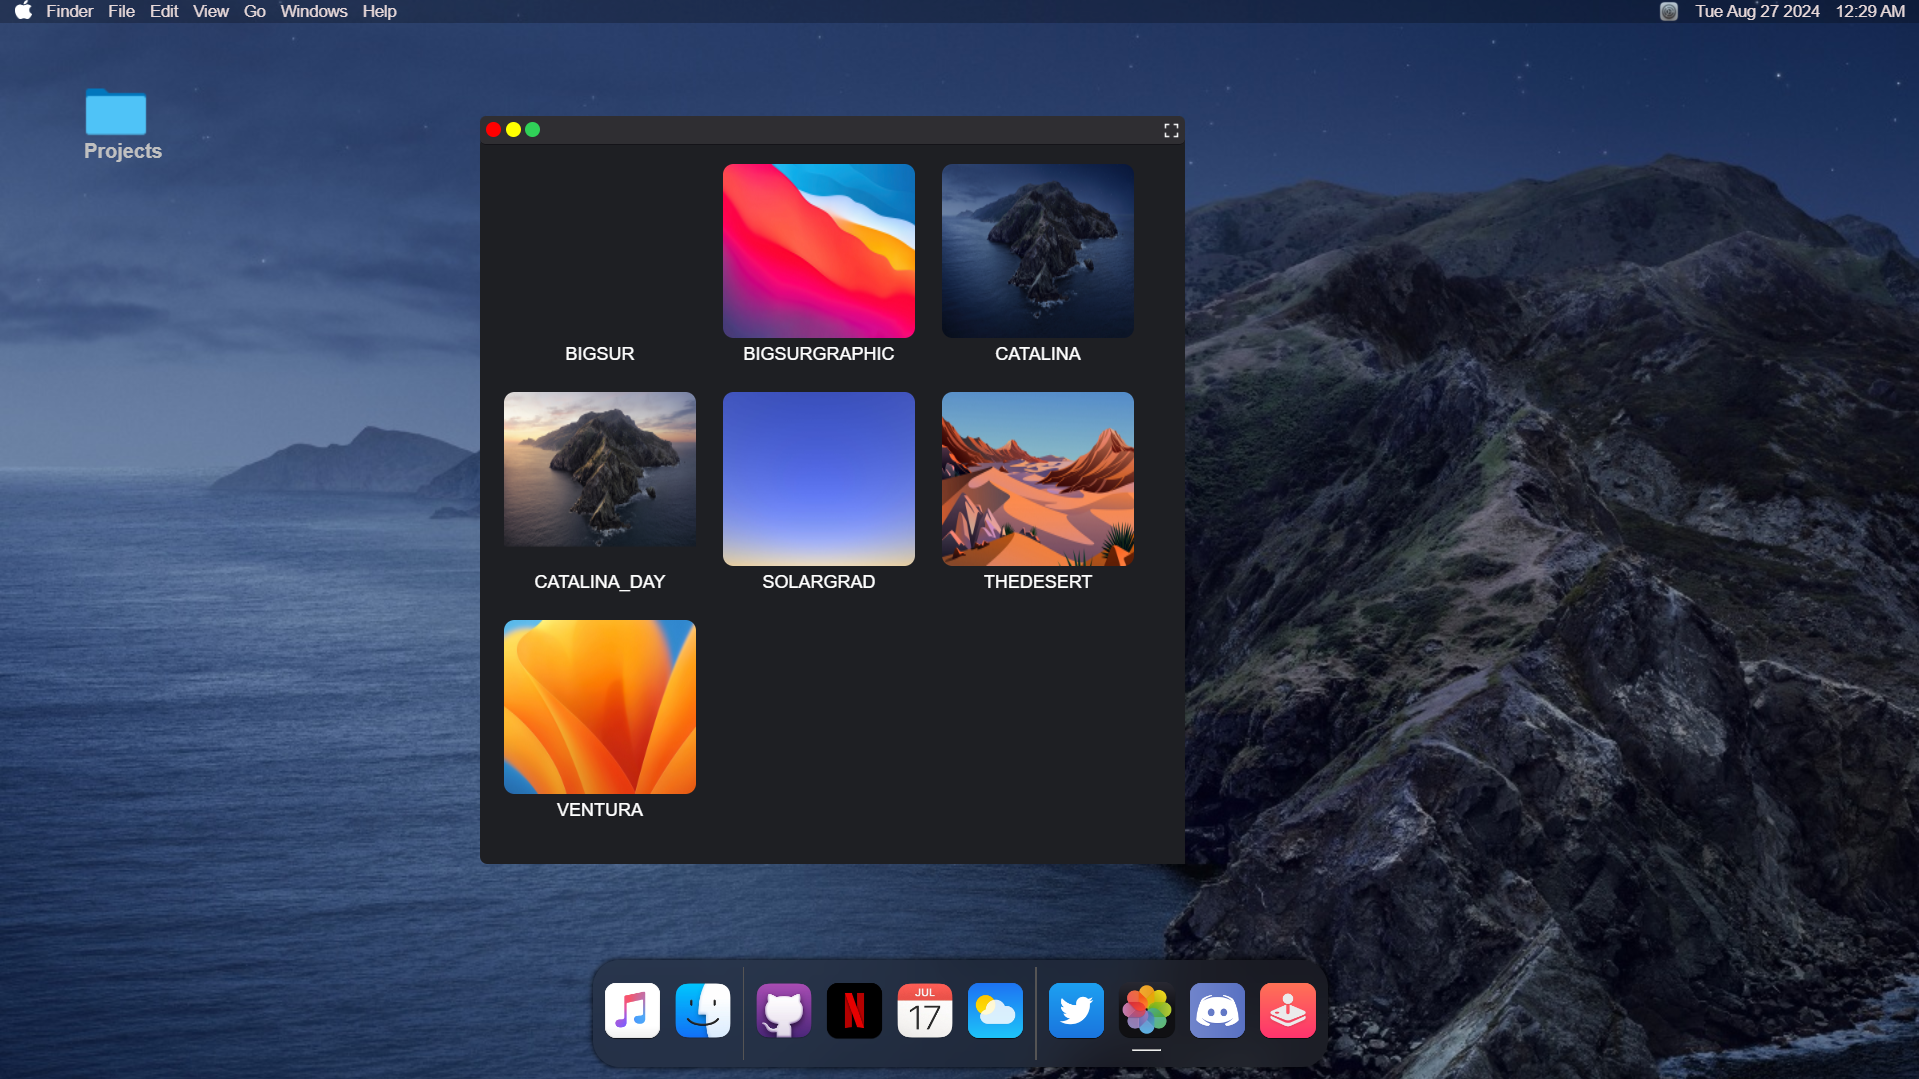 Finder File Edit View Go Windows Help Tue Aug 27 2024 12:29 AM
Projects
BIGSUR BIGSURGRAPHIC CATALINA
CATALINA_DAY SOLARGRAD THEDESERT
VENTURA
N
JUL
17